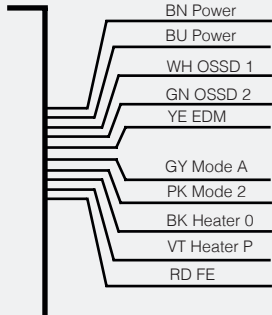 BN Power
BU Power
WH OSSD 1
GN OSSD 2
YE EDM
GY Mode A
PK Mode 2
BK Heater 0
VT Heater P
RD FE